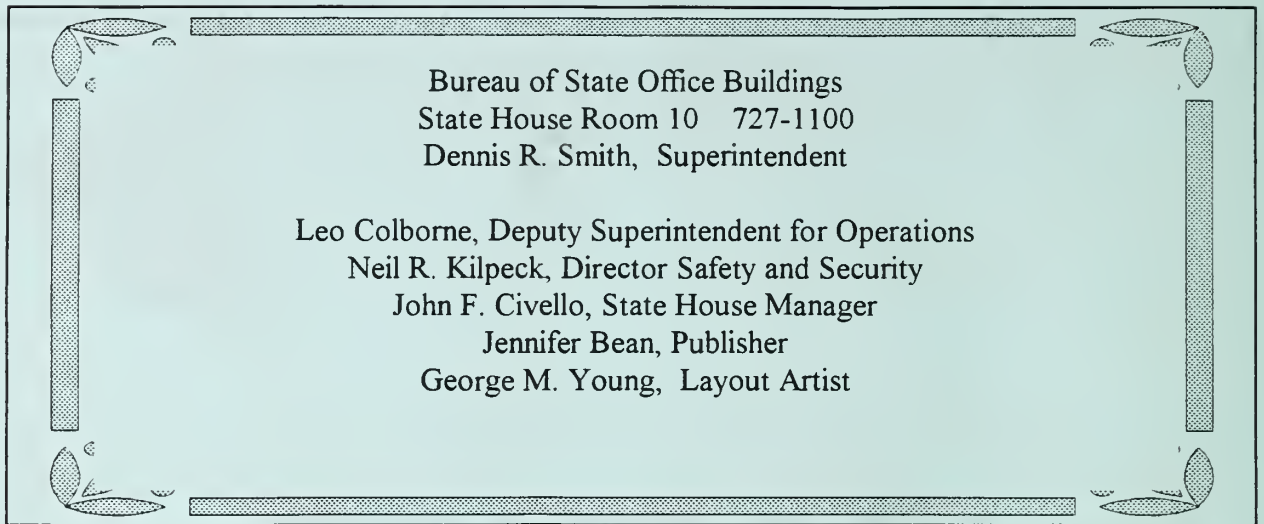 Bureau of State Office Buildings
State House Room 10 727-1100
Dennis R. Smith, Superintendent
Leo Colborne, Deputy Superintendent for Operations
Neil R. Kilpeck, Director Safety and Security
John F. Civello, State House Manager
Jennifer Bean, Publisher
George M. Young, Layout Artist